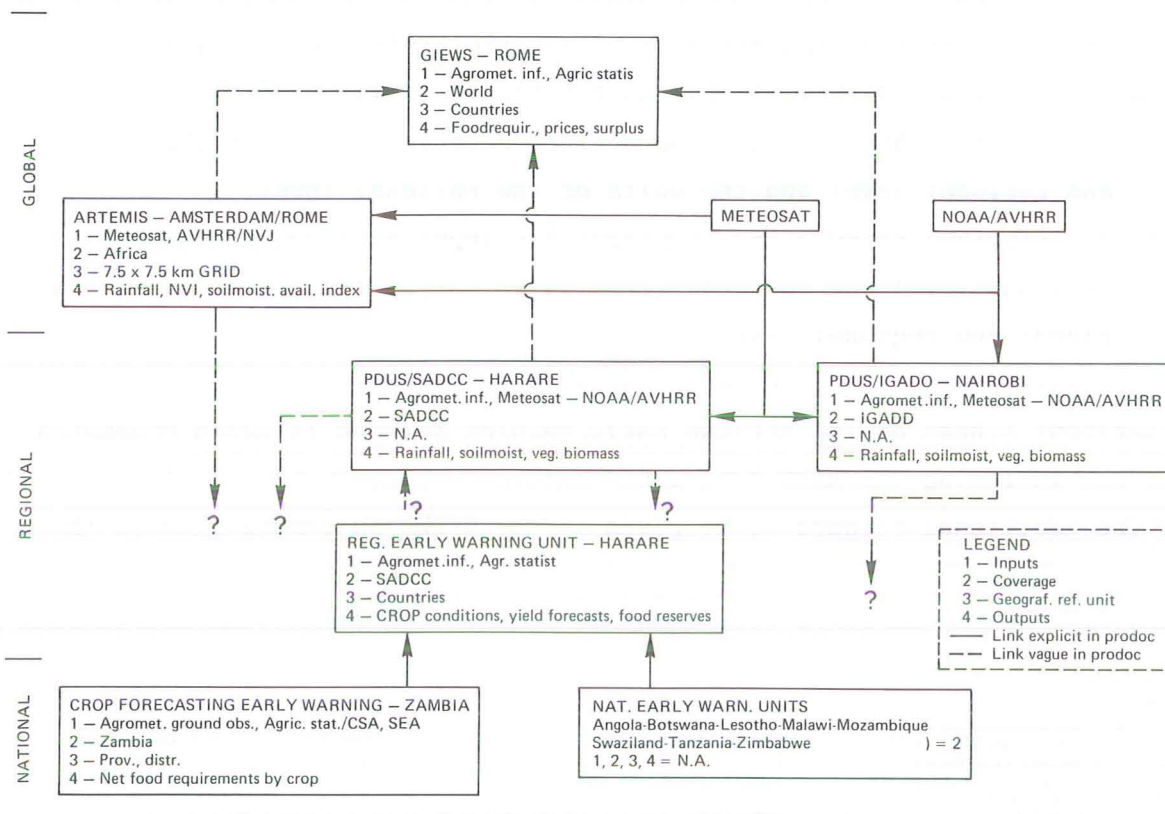 GLOBAL
GIEWS – ROME
1 – Agromet. inf., Agric statis
2 – World
3 – Countries
4 – Foodrequir., prices, surplus
ARTEMIS – AMSTERDAM/ROME
1 – Meteosat, AVHRR/NVJ
2 – Africa
3 – 7.5 x 7.5 km GRID
4 – Rainfall, NVI, soilmoist. avail. index
METEOSAT
NOAA/AVHRR
REGIONAL
PDUS/SADCC – HARARE
1 – Agromet.inf., Meteosat – NOAA/AVHRR
2 – SADCC
3 – N.A.
4 – Rainfall, soilmoist, veg. biomass
PDUS/IGADO – NAIROBI
1 – Agromet.inf., Meteosat – NOAA/AVHRR
2 – IGADD
3 – N.A.
4 – Rainfall, soilmoist, veg. biomass
?
?
?
?
?
REG. EARLY WARNING UNIT – HARARE
1 – Agromet.inf., Agr. statist
2 – SADCC
3 – Countries
4 – CROP conditions, yield forecasts, food reserves
LEGEND
1 – Inputs
2 – Coverage
3 – Geograf. ref. unit
4 – Outputs
Link explicit in prodoc
Link vague in prodoc
NATIONAL
CROP FORECASTING EARLY WARNING – ZAMBIA
1 – Agromet. ground obs., Agric. stat./CSA, SEA
2 – Zambia
3 – Prov., distr.
4 – Net food requirements by crop
NAT. EARLY WARN. UNITS
Angola-Botswana-Lesotho-Malawi-Mozambique
Swaziland-Tanzania-Zimbabwe ) = 2
1, 2, 3, 4 = N.A.